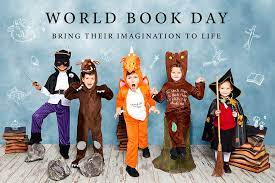 WORLD BOOK DAY
BRING THEIR IMAGINATION TO LIFE